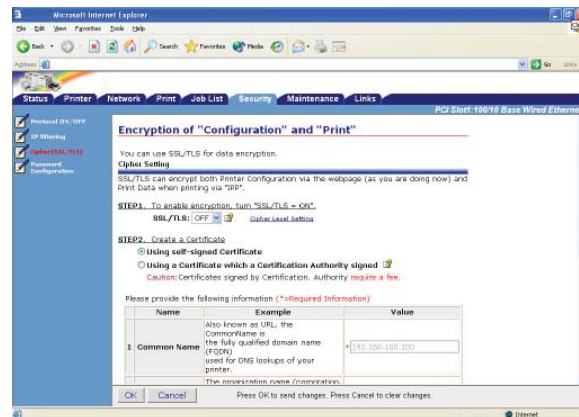 Microsoft Internet Explorer
File Edit View Favorites Tools Help
Back Search Favorites Media
Address Go Links
Status Printer Network Print Job List Security Maintenance Links
PCI Slot1:100/10 Base Wired Ethernet
Protocol ON/OFF
IP filtering
Cipher(SSL/TLS)
Password
Configuration
Encryption of "Configuration" and "Print"
You can use SSL/TLS for data encryption.
Cipher Setting
SSL/TLS can encrypt both Printer Configuration via the webpage (as you are doing now) and
Print Data when printing via "IPP".
STEP1. To enable encryption, turn "SSL/TLS = ON".
SSL/TLS: OFF Cipher Level Setting
STEP2. Create a Certificate
Using self-signed Certificate
Using a Certificate which a Certification Authority signed
Caution: Certificates signed by Certification. Authority require a fee.
Please provide the following information (*=Required Information)
Name Example Value
1 Common Name
Also known as URL, the
CommonName is
the fully qualified domain name
(FQDN)
used for DNS lookups of your
printer.
*192.168.100.100
The organization name (corporation,
OK Cancel Press OK to send changes. Press Cancel to clear changes.
Internet